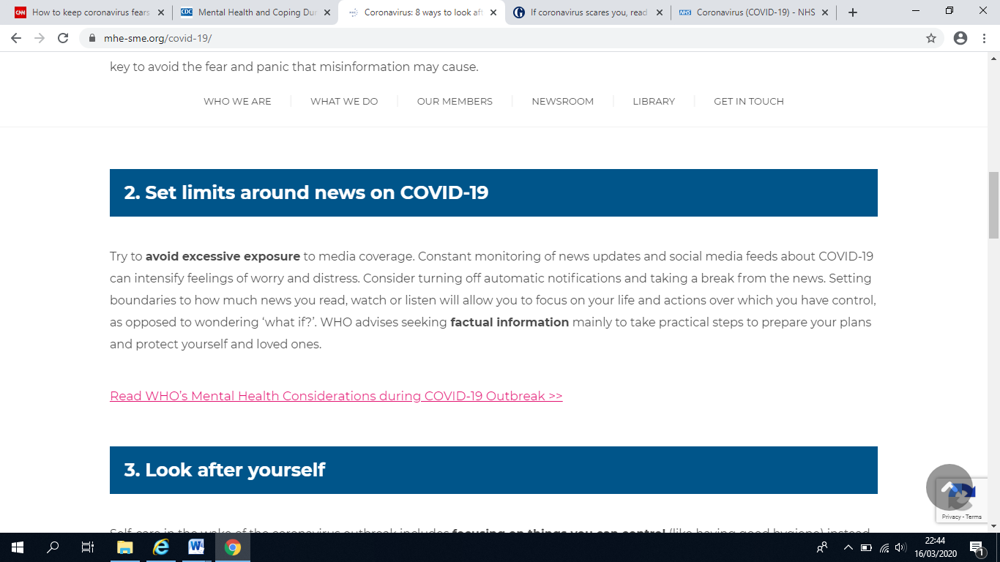 How to keep coronavirus fears
Mental Health and Coping Dur
Coronavirus: 8 ways to look aft
If coronavirus scares you, read
Coronavirus (COVID-19) - NHS
CNN
CDC
NHS
mhe-sme.org/covid-19/
key to avoid the fear and panic that misinformation may cause.
WHO WE ARE
WHAT WE DO
OUR MEMBERS
NEWSROOM
LIBRARY
GET IN TOUCH
2. Set limits around news on COVID-19
Try to avoid excessive exposure to media coverage. Constant monitoring of news updates and social media feeds about COVID-19
can intensify feelings of worry and distress. Consider turning off automatic notifications and taking a break from the news. Setting
boundaries to how much news you read, watch or listen will allow you to focus on your life and actions over which you have control,
as opposed to wondering ‘what if?’. WHO advises seeking factual information mainly to take practical steps to prepare your plans
and protect yourself and loved ones.
Read WHO’s Mental Health Considerations during COVID-19 Outbreak >>
3. Look after yourself
Self-care in the wake of the coronavirus outbreak includes focusing on things you can control (like having good hygiene) instead
Privacy - Terms
22:44
16/03/2020
1